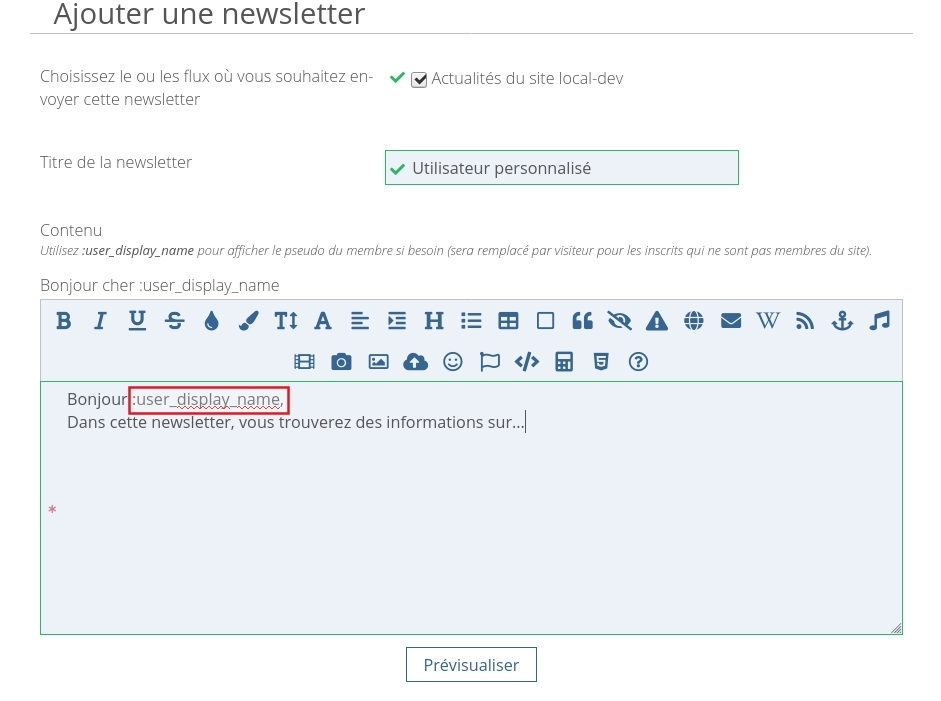 Ajouter une newsletter
Choisissez le ou les flux où vous souhaitez en-
voyer cette newsletter
Actualités du site local-dev
Titre de la newsletter
Utilisateur personnalisé
Contenu
Utilisez :user_display_name pour afficher le pseudo du membre si besoin (sera remplacé par visiteur pour les inscrits qui ne sont pas membres du site).
Bonjour cher :user_display_name
Bonjour :user_display_name,
Dans cette newsletter, vous trouverez des informations sur...
*
Prévisualiser